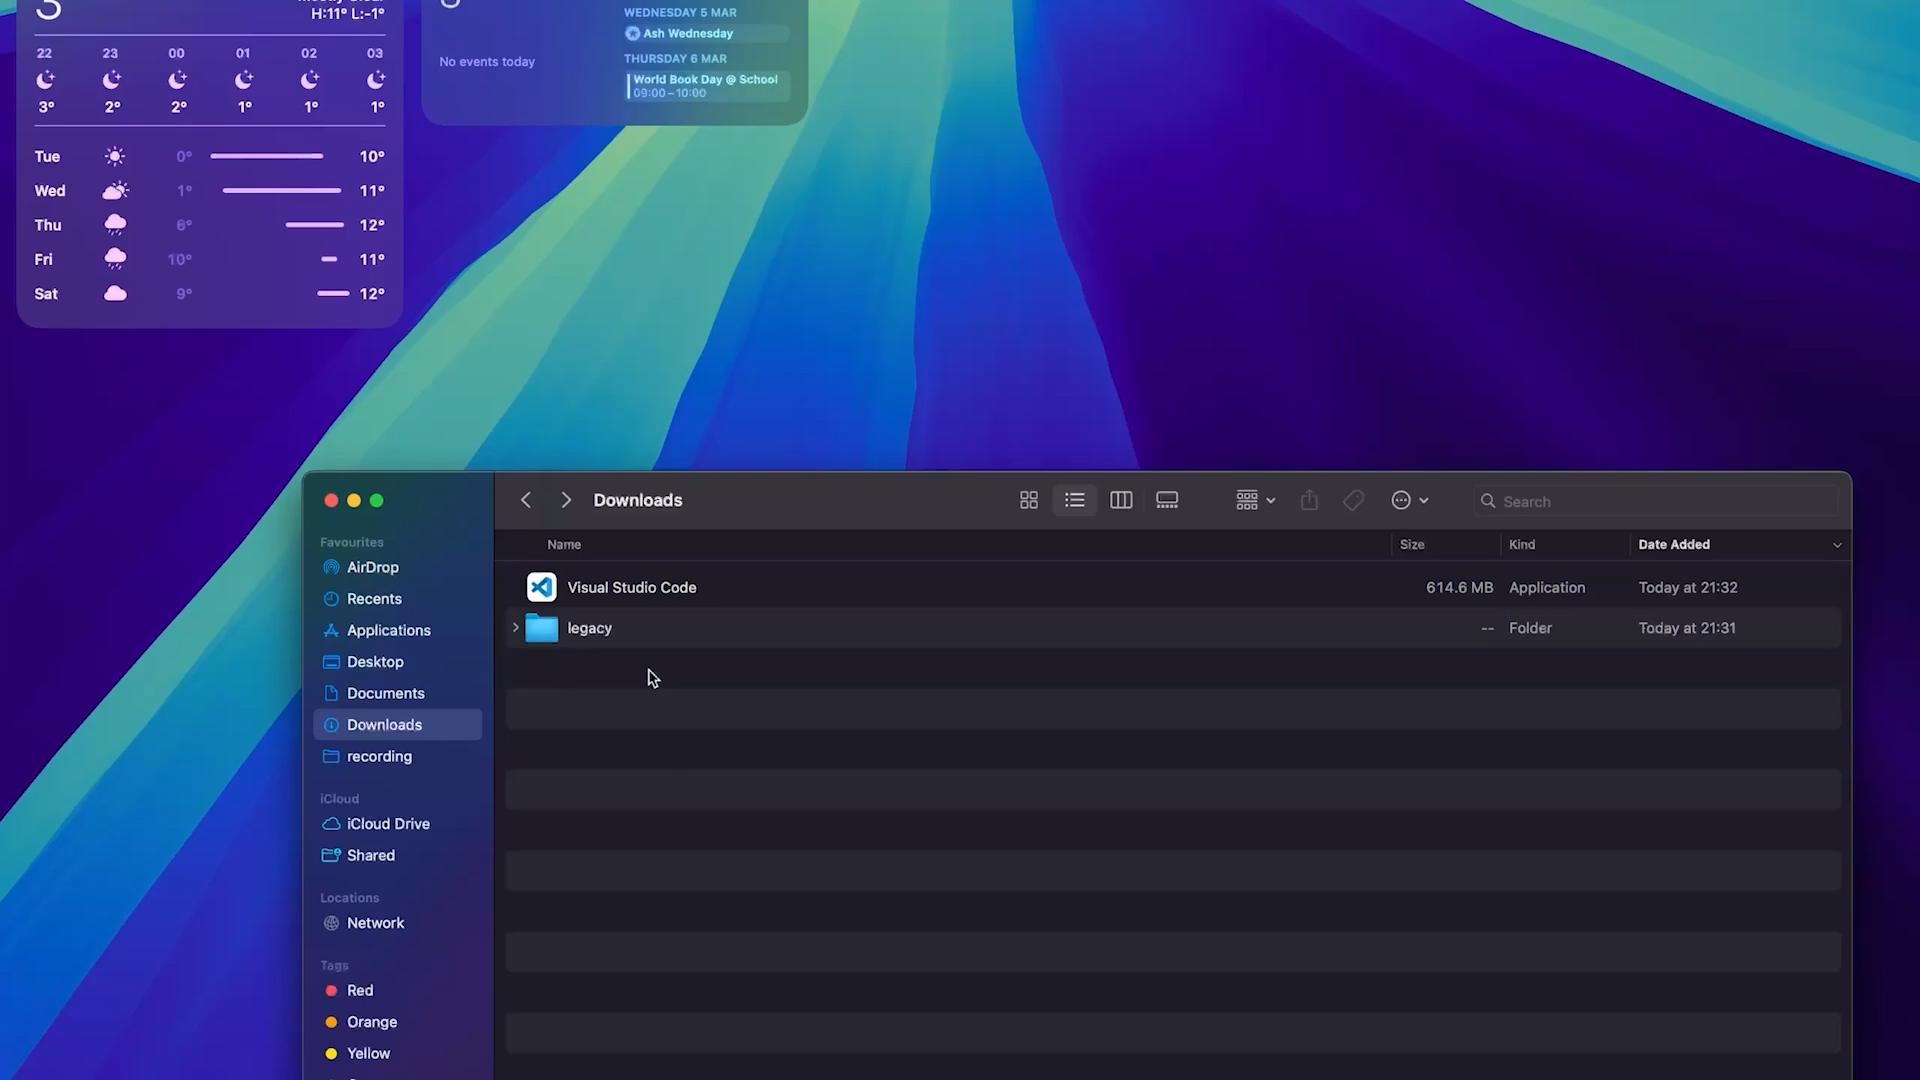 3°
H:11° L:-1°
22 23 00 01 02 03
3° 2° 2° 1° 1° 1°
Tue 0° 10°
Wed 1° 11°
Thu 6° 12°
Fri 10° 11°
Sat 9° 12°
No events today
WEDNESDAY 5 MAR
Ash Wednesday
THURSDAY 6 MAR
World Book Day @ School
09:00–10:00
Downloads
Search
Favourites
AirDrop
Recents
Applications
Desktop
Documents
Downloads
recording
iCloud
iCloud Drive
Shared
Locations
Network
Tags
Red
Orange
Yellow
Name Size Kind Date Added
Visual Studio Code 614.6 MB Application Today at 21:32
legacy -- Folder Today at 21:31